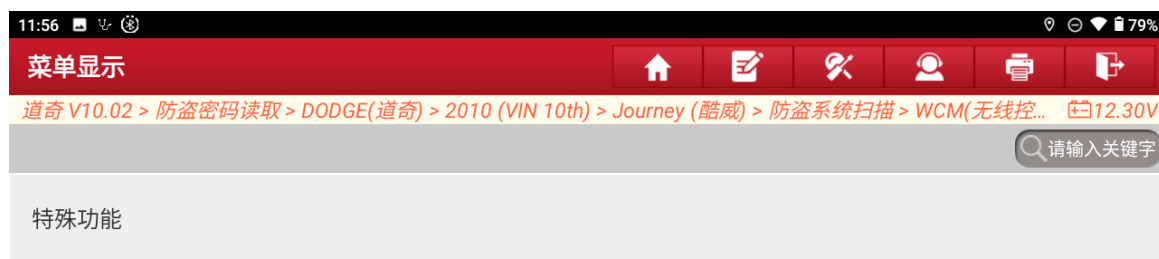 11:56 79%
菜单显示
道奇 V10.02 > 防盗密码读取 > DODGE(道奇) > 2010 (VIN 10th) > Journey (酷威) > 防盗系统扫描 > WCM(无线控... 12.30V
请输入关键字
特殊功能